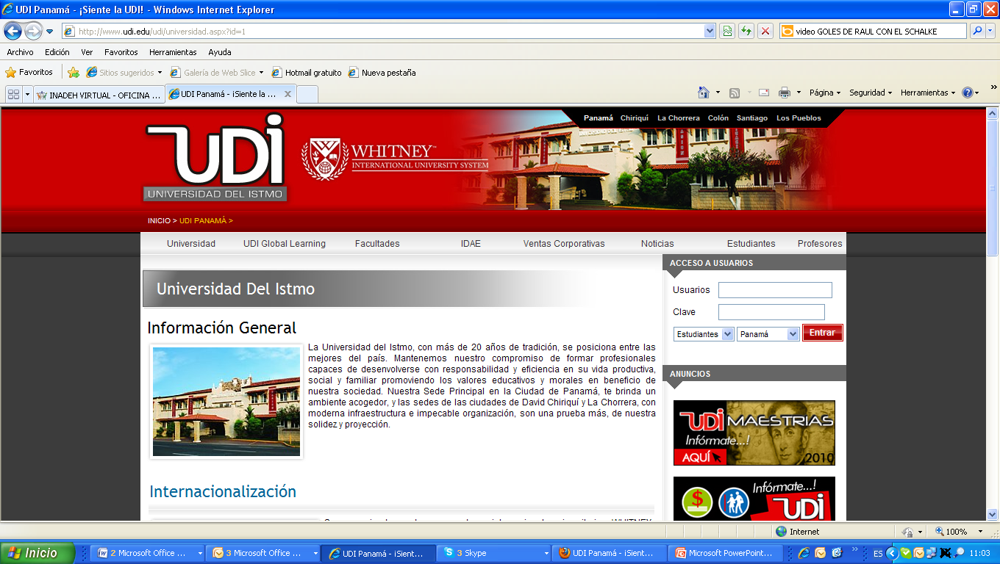 UDI Panamá - ¡Siente la UDI! - Windows Internet Explorer
http://www.udi.edu/udi/universidad.aspx?id=1
video GOLES DE RAUL CON EL SCHALKE
Archivo Edición Ver Favoritos Herramientas Ayuda
Favoritos Sitios sugeridos Galería de Web Slice Hotmail gratuito Nueva pestaña
INADEH VIRTUAL - OFICINA ... UDI Panamá - ¡Siente la ... Página Seguridad Herramientas
Panamá Chiriquí La Chorrera Colón Santiago Los Pueblos
UDI
UNIVERSIDAD DEL ISTMO
WHITNEY™
INTERNATIONAL UNIVERSITY SYSTEM
INICIO > UDI PANAMÁ >
Universidad UDI Global Learning Facultades IDAE Ventas Corporativas Noticias Estudiantes Profesores
Universidad Del Istmo
Información General
La Universidad del Istmo, con más de 20 años de tradición, se posiciona entre las
mejores del país. Mantenemos nuestro compromiso de formar profesionales
capaces de desenvolverse con responsabilidad y eficiencia en su vida productiva,
social y familiar promoviendo los valores educativos y morales en beneficio de
nuestra sociedad. Nuestra Sede Principal en la Ciudad de Panamá, te brinda un
ambiente acogedor, y las sedes de las ciudades de David Chiriquí y La Chorrera, con
moderna infraestructura e impecable organización, son una prueba más, de nuestra
solidez y proyección.
Internacionalización
ACCESO A USUARIOS
Usuarios
Clave
Estudiantes Panamá Entrar
ANUNCIOS
UDI MAESTRIAS
Infórmate...!
AQUÍ 2010
Infórmate...!
$ UDI
Internet 100%
Inicio 2 Microsoft Office ... 3 Microsoft Office ... UDI Panamá - ¡Sient... 3 Skype UDI Panamá - ¡Sient... Microsoft PowerPoint... ES 11:03